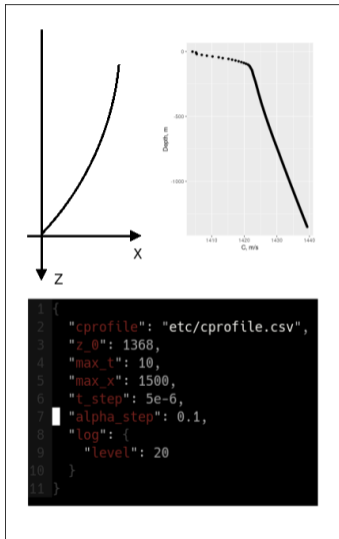 X
Z
Depth, m
0
-500
-1000
1410
1420
1430
1440
C, m/s
1 {
2 "cprofile": "etc/cprofile.csv",
3 "z_0": 1368,
4 "max_t": 10,
5 "max_x": 1500,
6 "t_step": 5e-6,
7 "alpha_step": 0.1,
8 "log": {
9 "level": 20
10 }
11 }